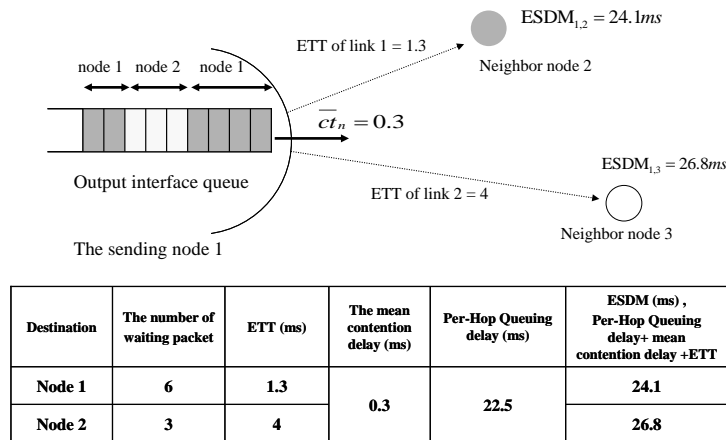 ESDM1,2 = 24.1ms
ETT of link 1 = 1.3
node 1 node 2 node 1
Neighbor node 2
ctn = 0.3
ESDM1,3 = 26.8ms
Output interface queue
ETT of link 2 = 4
Neighbor node 3
The sending node 1
Destination
The number of
waiting packet
ETT (ms)
The mean
contention
delay (ms)
Per-Hop Queuing
delay (ms)
ESDM (ms) ,
Per-Hop Queuing
delay+ mean
contention delay +ETT
Node 1 6 1.3 0.3 22.5 24.1
Node 2 3 4 26.8